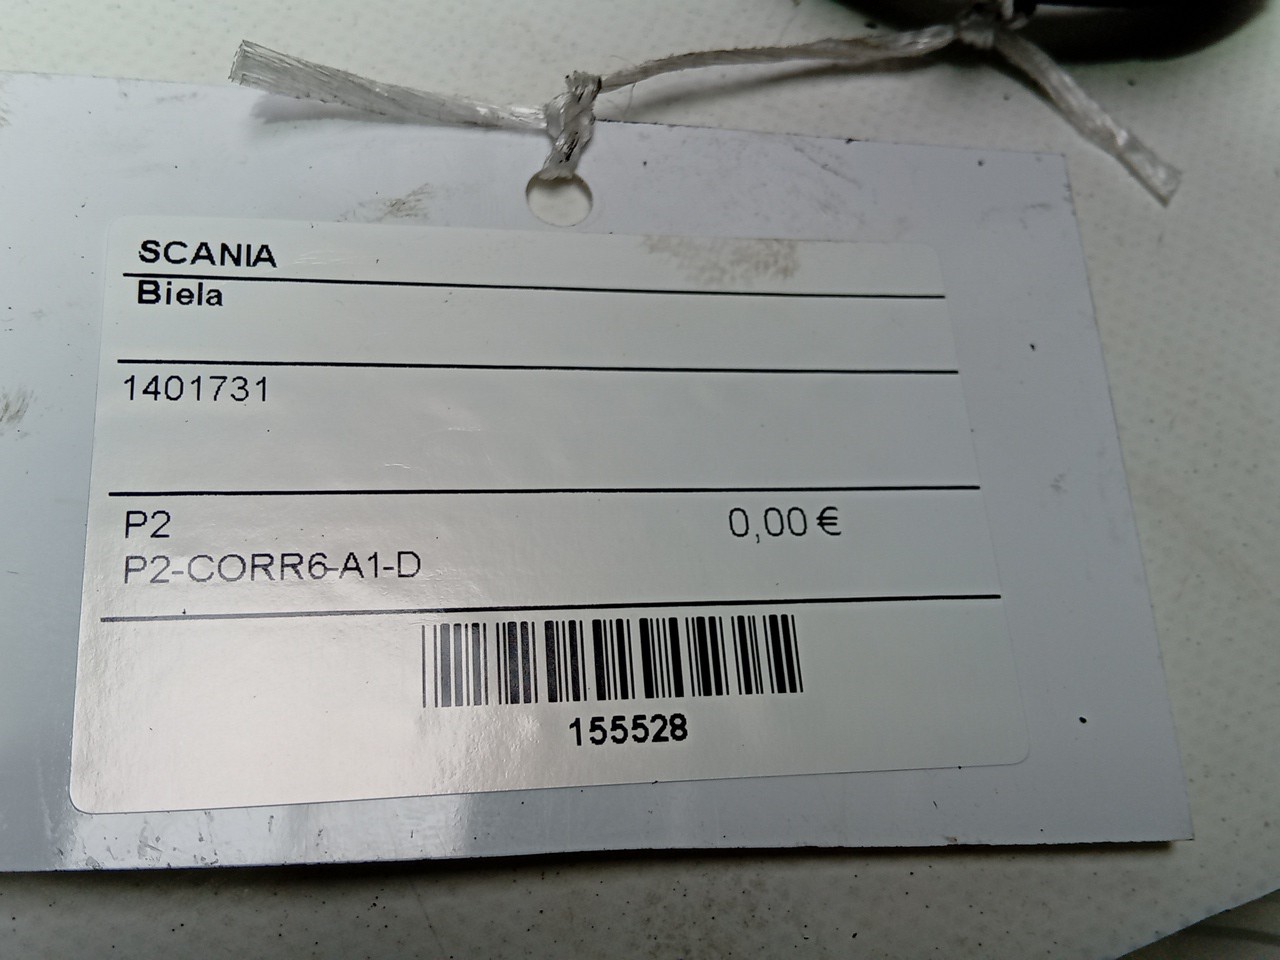 SCANIA
Biela
1401731
P2 0,00 €
P2-CORR6-A1-D
155528